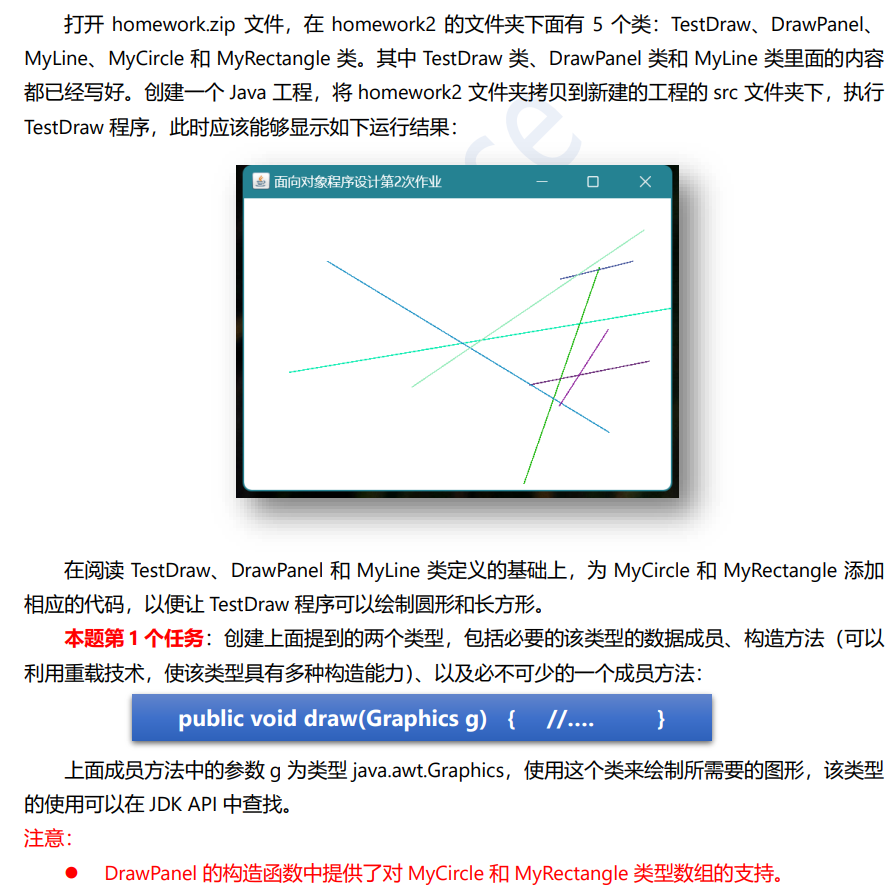 打开 homework.zip 文件，在 homework2 的文件夹下面有 5 个类：TestDraw、DrawPanel、
MyLine、MyCircle 和 MyRectangle 类。其中 TestDraw 类、DrawPanel 类和 MyLine 类里面的内容
都已经写好。创建一个 Java 工程，将 homework2 文件夹拷贝到新建的工程的 src 文件夹下，执行
TestDraw 程序，此时应该能够显示如下运行结果：
面向对象程序设计第2次作业
在阅读 TestDraw、DrawPanel 和 MyLine 类定义的基础上，为 MyCircle 和 MyRectangle 添加
相应的代码，以便让 TestDraw 程序可以绘制圆形和长方形。
本题第 1 个任务：创建上面提到的两个类型，包括必要的该类型的数据成员、构造方法（可以
利用重载技术，使该类型具有多种构造能力）、以及必不可少的一个成员方法：
public void draw(Graphics g) { //.... }
上面成员方法中的参数 g 为类型 java.awt.Graphics，使用这个类来绘制所需要的图形，该类型
的使用可以在 JDK API 中查找。
注意：
● DrawPanel 的构造函数中提供了对 MyCircle 和 MyRectangle 类型数组的支持。